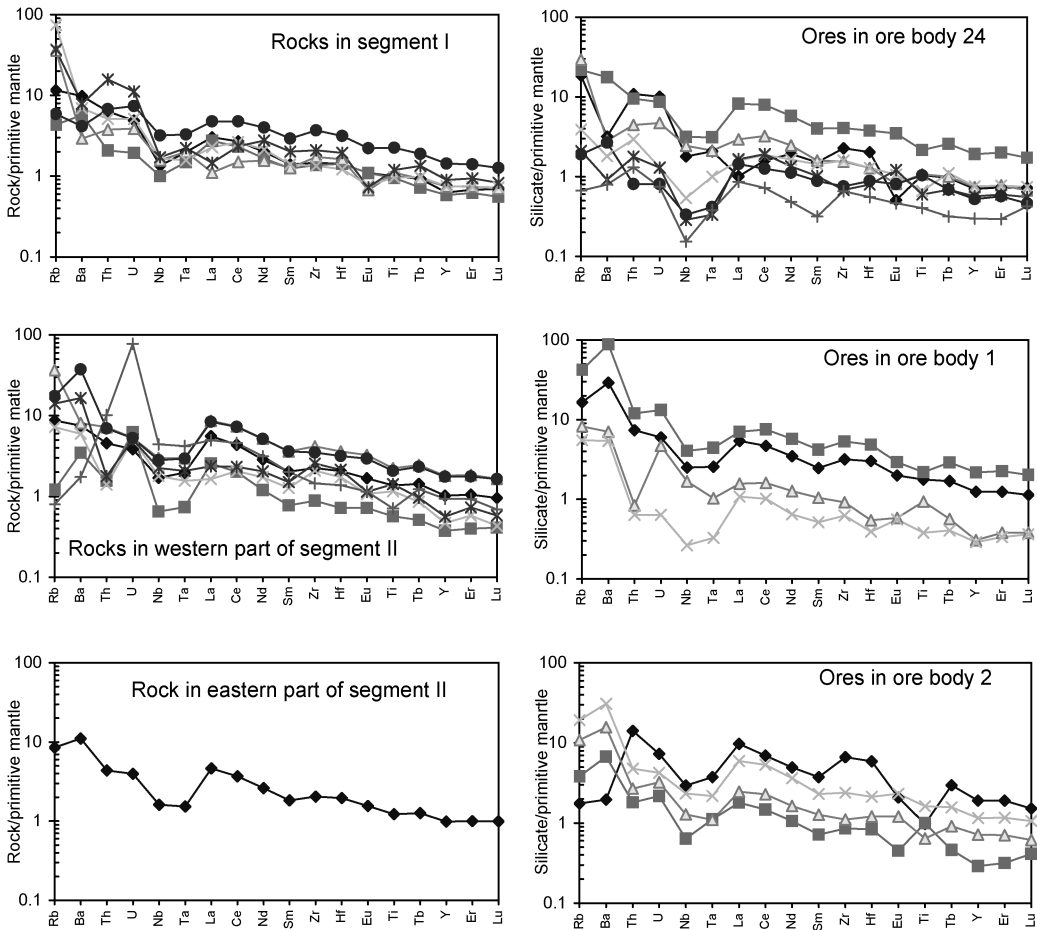 Rocks in segment I
Rock/primitive mantle
100
10
1
0.1
Rb Ba Th U Nb Ta La Ce Nd Sm Zr Hf Eu Ti Tb Y Er Lu
Ores in ore body 24
Silicate/primitive mantle
100
10
1
0.1
Rb Ba Th U Nb Ta La Ce Nd Sm Zr Hf Eu Ti Tb Y Er Lu
Rocks in western part of segment II
Rock/primitive matle
100
10
1
0.1
Rb Ba Th U Nb Ta La Ce Nd Sm Zr Hf Eu Ti Tb Y Er Lu
Ores in ore body 1
Silicate/primitive mantle
100
10
1
0.1
Rb Ba Th U Nb Ta La Ce Nd Sm Zr Hf Eu Ti Tb Y Er Lu
Rock in eastern part of segment II
Rock/primitive mantle
100
10
1
0.1
Rb Ba Th U Nb Ta La Ce Nd Sm Zr Hf Eu Ti Tb Y Er Lu
Ores in ore body 2
Silicate/primitive manrtle
100
10
1
0.1
Rb Ba Th U Nb Ta La Ce Nd Sm Zr Hf Eu Ti Tb Y Er Lu